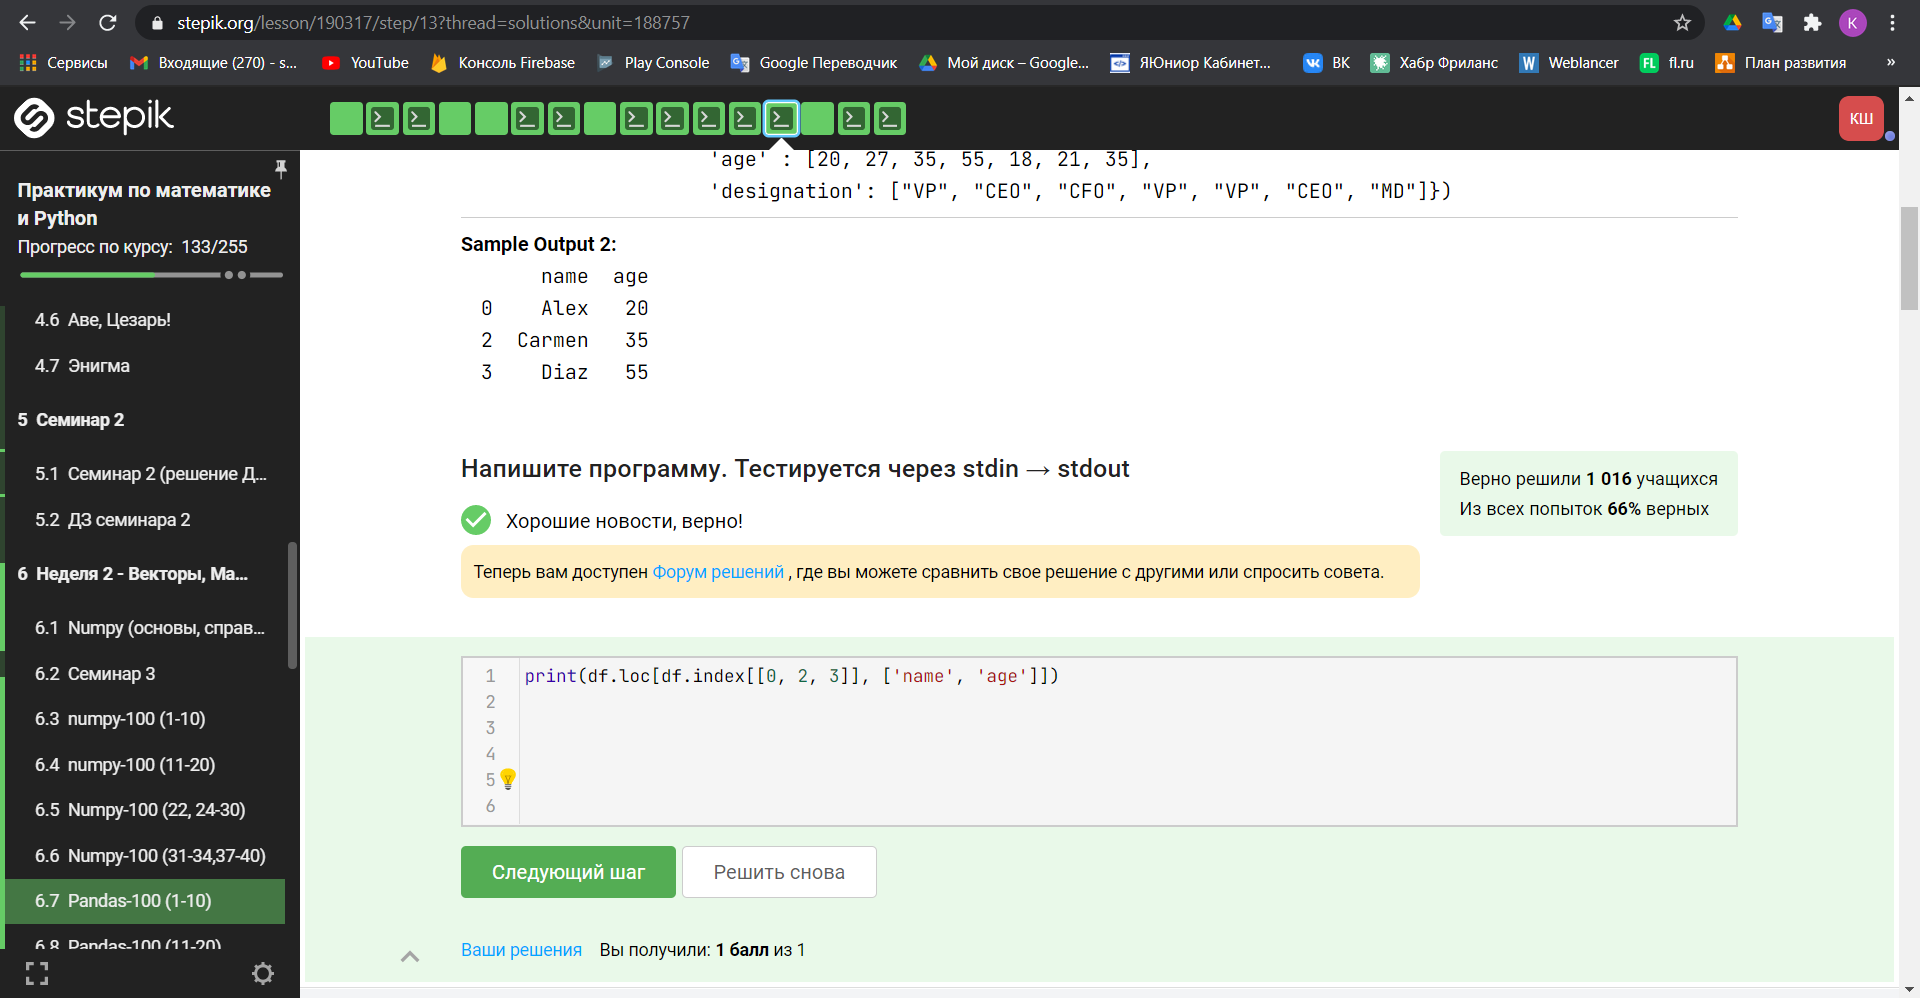 stepik.org/lesson/190317/step/13?thread=solutions&unit=188757
K
Сервисы
Входящие (270) - s...
YouTube
Консоль Firebase
Play Console
Google Переводчик
Мой диск – Google...
ЯЮниор Кабинет...
ВК
Хабр Фриланс
Weblancer
fl.ru
План развития
»
stepik
КШ
Практикум по математике
и Python
Прогресс по курсу: 133/255
4.6 Аве, Цезарь!
4.7 Энигма
5 Семинар 2
5.1 Семинар 2 (решение Д...
5.2 ДЗ семинара 2
6 Неделя 2 - Векторы, Ма...
6.1 Numpy (основы, справ...
6.2 Семинар 3
6.3 numpy-100 (1-10)
6.4 numpy-100 (11-20)
6.5 Numpy-100 (22, 24-30)
6.6 Numpy-100 (31-34,37-40)
6.7 Pandas-100 (1-10)
6.8 Pandas-100 (11-20)
'age' : [20, 27, 35, 55, 18, 21, 35],
'designation': ["VP", "CEO", "CFO", "VP", "VP", "CEO", "MD"]})
Sample Output 2:
name age
0 Alex 20
2 Carmen 35
3 Diaz 55
Напишите программу. Тестируется через stdin → stdout
Верно решили 1 016 учащихся
Из всех попыток 66% верных
Хорошие новости, верно!
Теперь вам доступен Форум решений , где вы можете сравнить свое решение с другими или спросить совета.
1 print(df.loc[df.index[[0, 2, 3]], ['name', 'age']])
2
3
4
5
6
Следующий шаг
Решить снова
Ваши решения Вы получили: 1 балл из 1